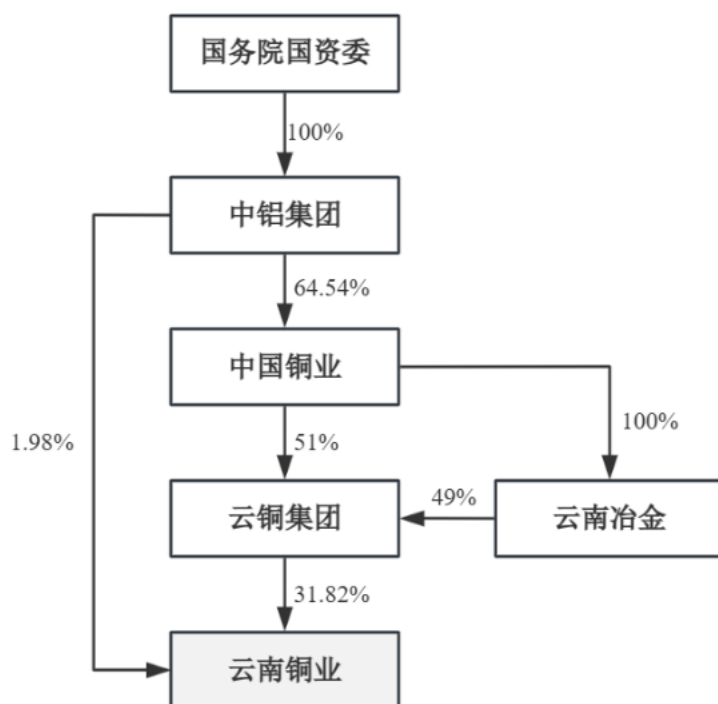 国务院国资委
100%
中铝集团
64.54%
中国铜业
1.98%
51%
100%
云铜集团
49%
云南冶金
31.82%
云南铜业